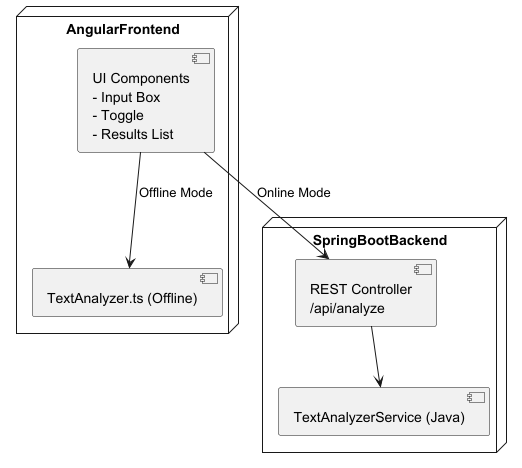 AngularFrontend
UI Components
- Input Box
- Toggle
- Results List
Offline Mode
Online Mode
TextAnalyzer.ts (Offline)
SpringBootBackend
REST Controller
/api/analyze
TextAnalyzerService (Java)